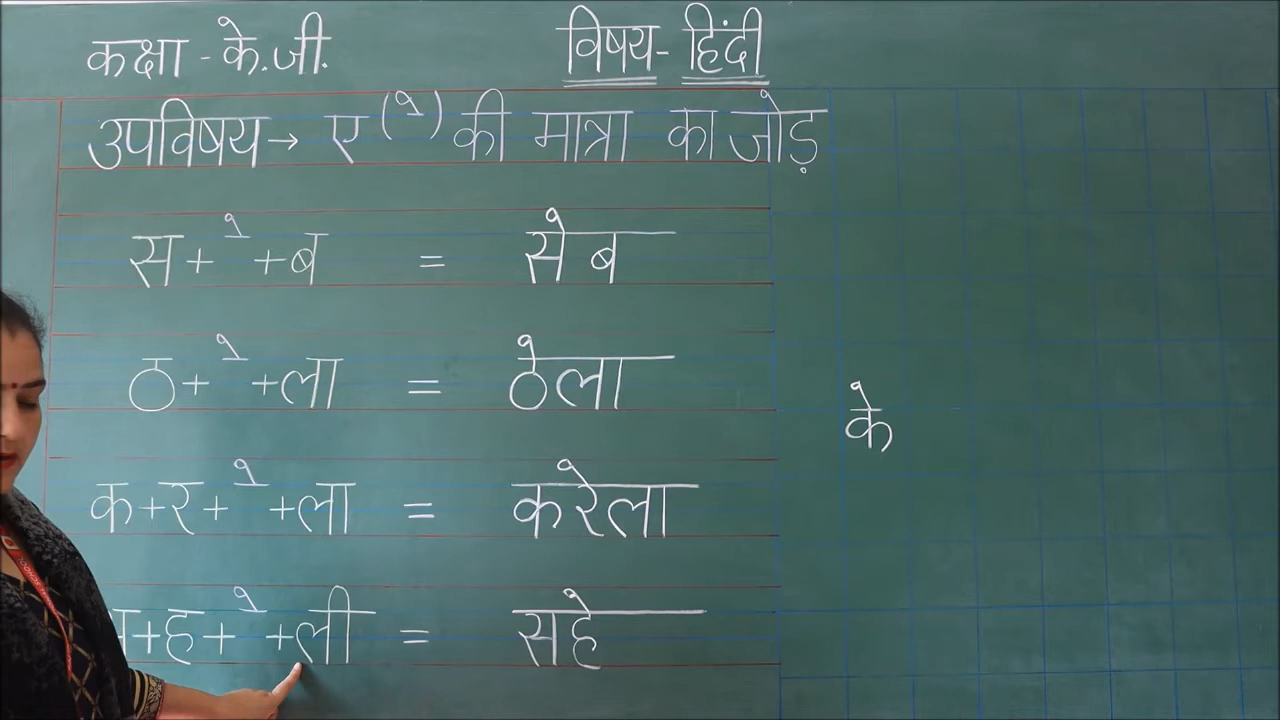 कक्षा - के.जी. विषय - हिंदी
उपविषय → ए (े) की मात्रा का जोड़
स + े + ब = सेब
ठ + े + ला = ठेला
क + र + े + ला = करेला
+ ह + े + ली = सहे
के